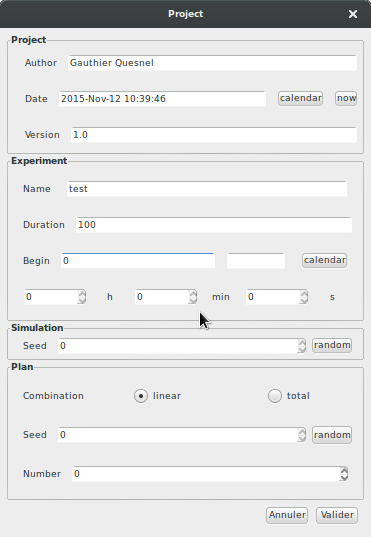 Project
Project
Author Gauthier Quesnel
Date 2015-Nov-12 10:39:46 calendar now
Version 1.0
Experiment
Name test
Duration 100
Begin 0 calendar
0 h 0 min 0 s
Simulation
Seed 0 random
Plan
Combination linear total
Seed 0 random
Number 0
Annuler Valider